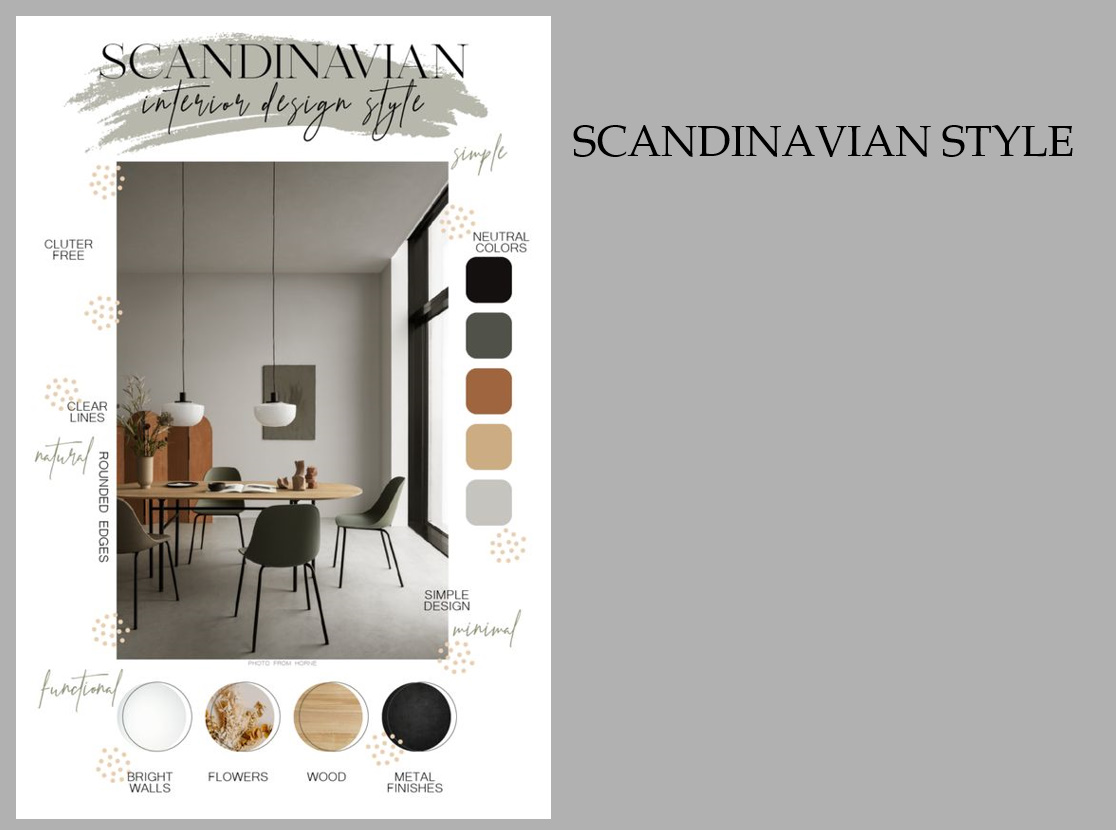 SCANDINAVIAN
interior design style
simple
CLUTER
FREE
NEUTRAL
COLORS
CLEAR
LINES
natural
ROUNDED EDGES
SIMPLE
DESIGN
minimal
PHOTO FROM HORNE
functional
BRIGHT
WALLS
FLOWERS
WOOD
METAL
FINISHES
SCANDINAVIAN STYLE